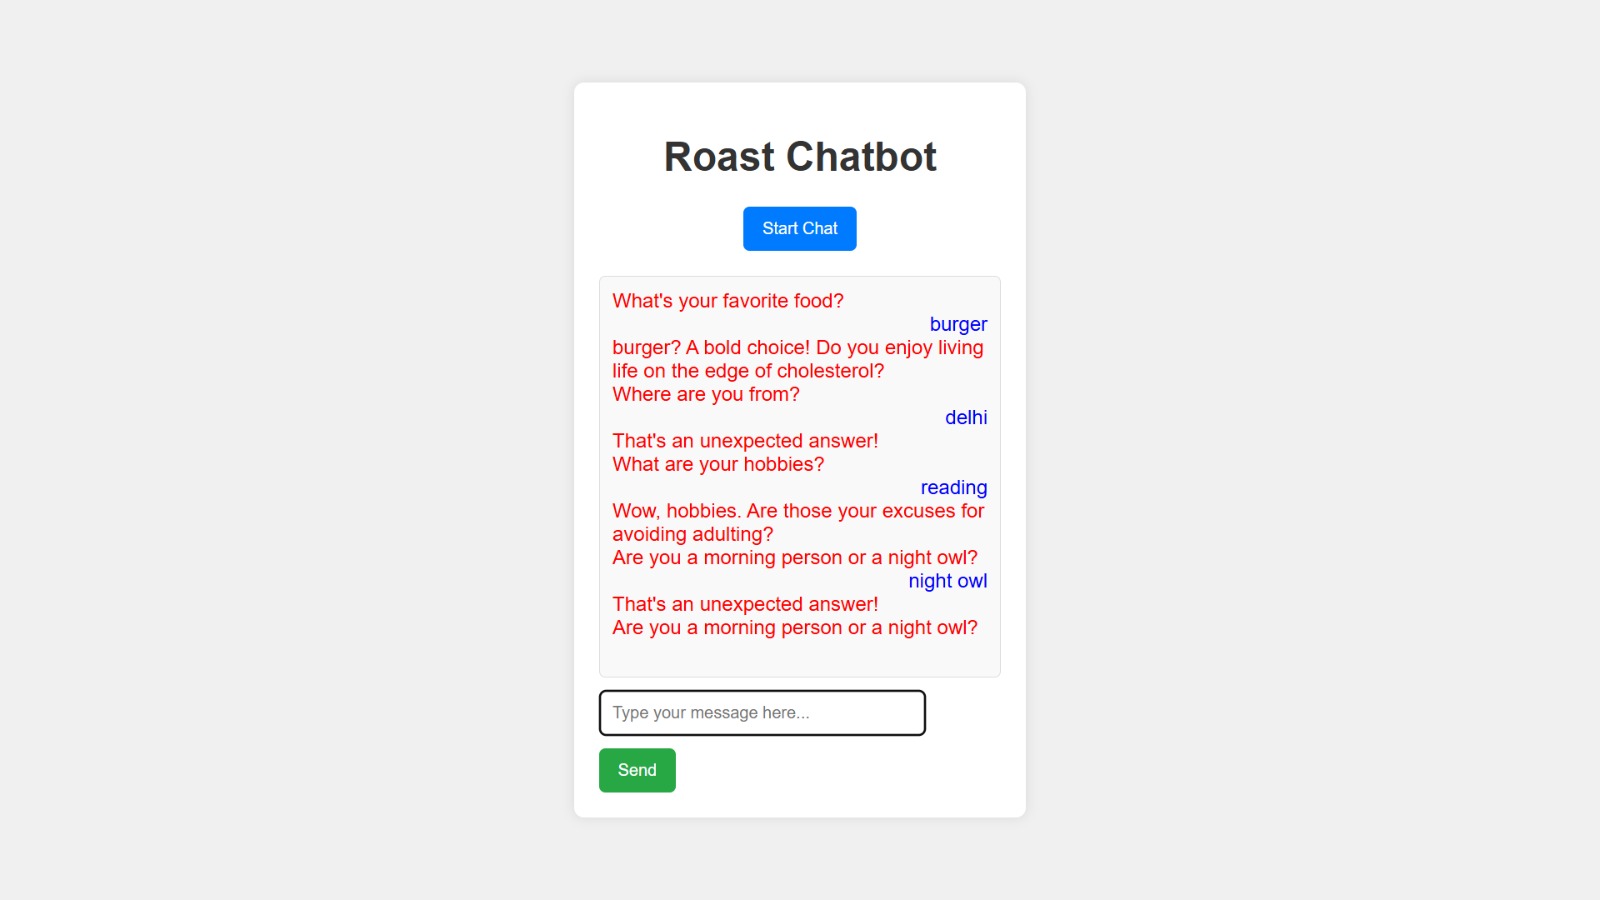 Roast Chatbot
Start Chat
What's your favorite food?
burger
burger? A bold choice! Do you enjoy living
life on the edge of cholesterol?
Where are you from?
delhi
That's an unexpected answer!
What are your hobbies?
reading
Wow, hobbies. Are those your excuses for
avoiding adulting?
Are you a morning person or a night owl?
night owl
That's an unexpected answer!
Are you a morning person or a night owl?
Type your message here...
Send